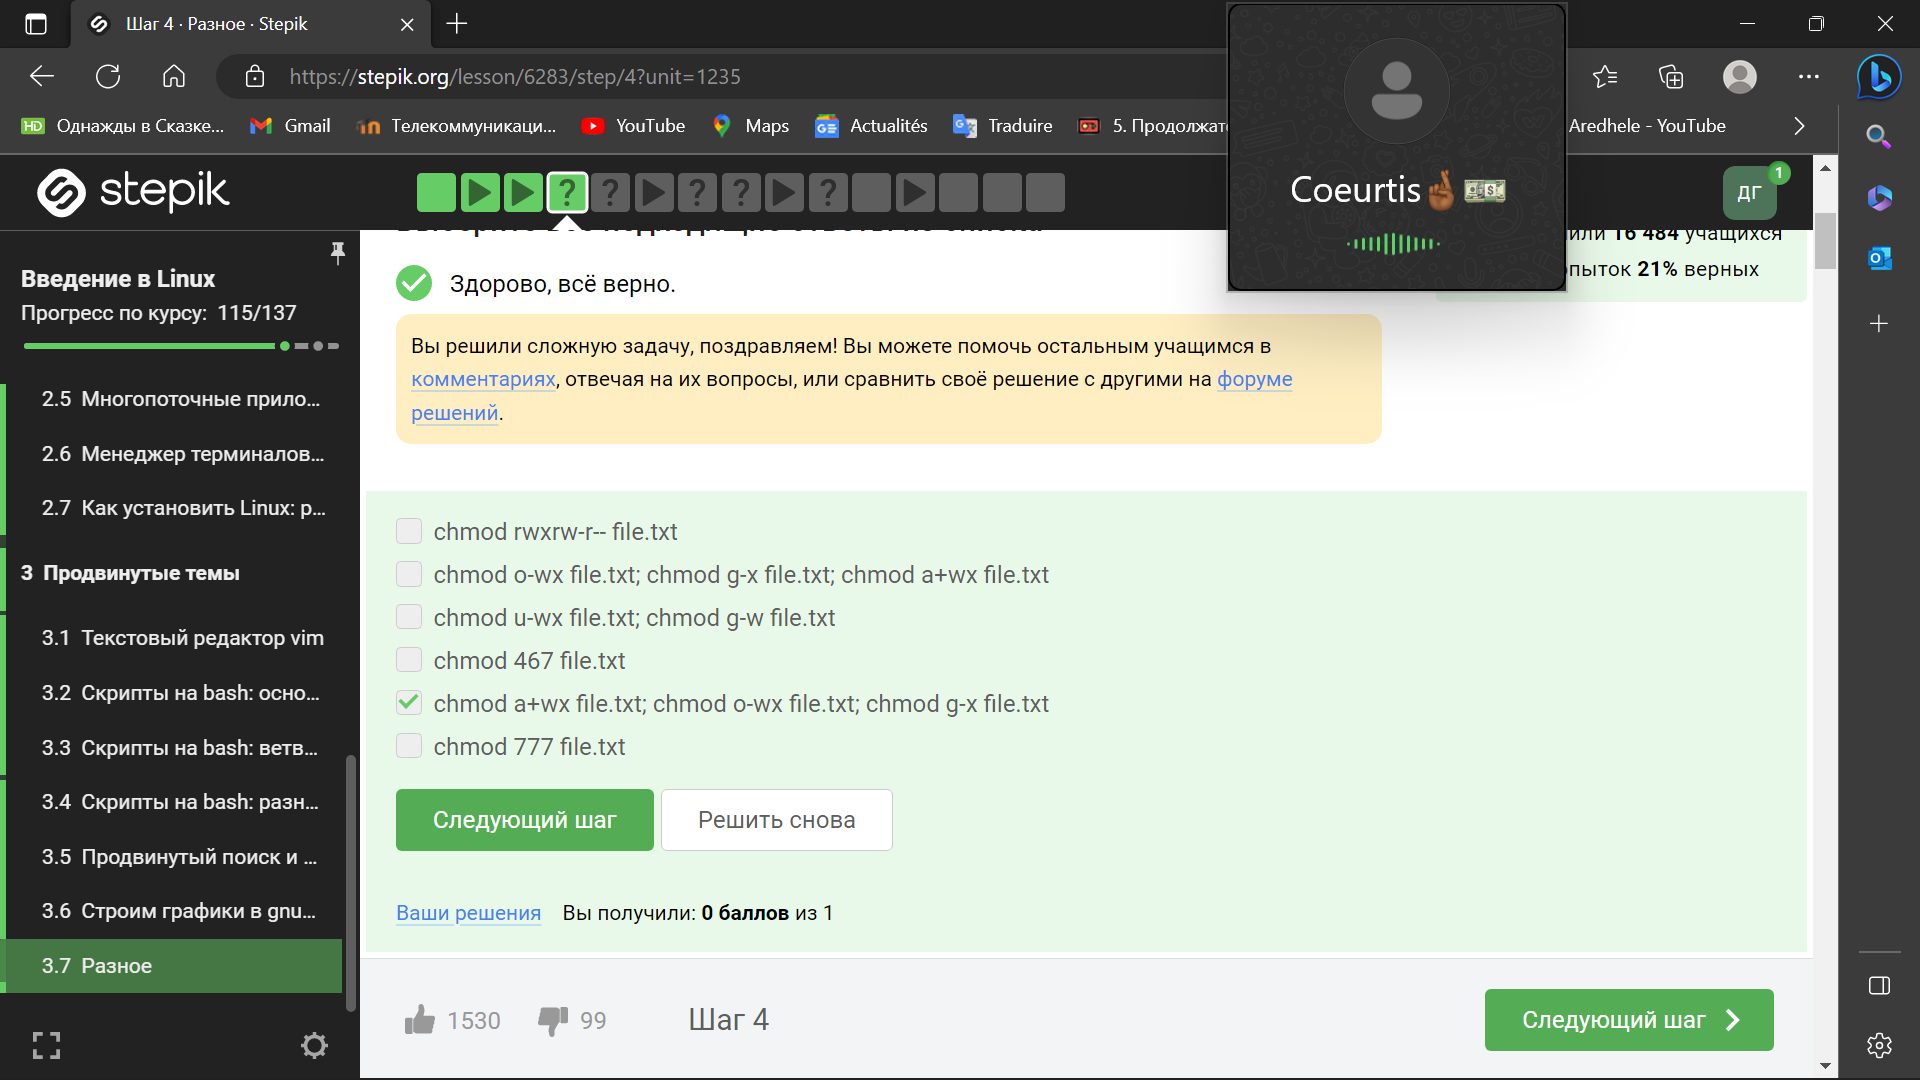 Шаг 4 · Разное · Stepik
https://stepik.org/lesson/6283/step/4?unit=1235
HD Однажды в Сказке...
Gmail
Телекоммуникаци...
YouTube
Maps
Actualités
Traduire
5. Продолжат
Aredhele - YouTube
Coeurtis🤞🏾💵
stepik
ДГ
1
Введение в Linux
Прогресс по курсу: 115/137
2.5 Многопоточные прило...
2.6 Менеджер терминалов...
2.7 Как установить Linux: р...
3 Продвинутые темы
3.1 Текстовый редактор vim
3.2 Скрипты на bash: осно...
3.3 Скрипты на bash: ветв...
3.4 Скрипты на bash: разн...
3.5 Продвинутый поиск и ...
3.6 Строим графики в gnu...
3.7 Разное
Здорово, всё верно.
или 16 484 учащихся
пыток 21% верных
Вы решили сложную задачу, поздравляем! Вы можете помочь остальным учащимся в
комментариях, отвечая на их вопросы, или сравнить своё решение с другими на форуме
решений.
chmod rwxrw-r-- file.txt
chmod o-wx file.txt; chmod g-x file.txt; chmod a+wx file.txt
chmod u-wx file.txt; chmod g-w file.txt
chmod 467 file.txt
chmod a+wx file.txt; chmod o-wx file.txt; chmod g-x file.txt
chmod 777 file.txt
Следующий шаг
Решить снова
Ваши решения Вы получили: 0 баллов из 1
1530
99
Шаг 4
Следующий шаг